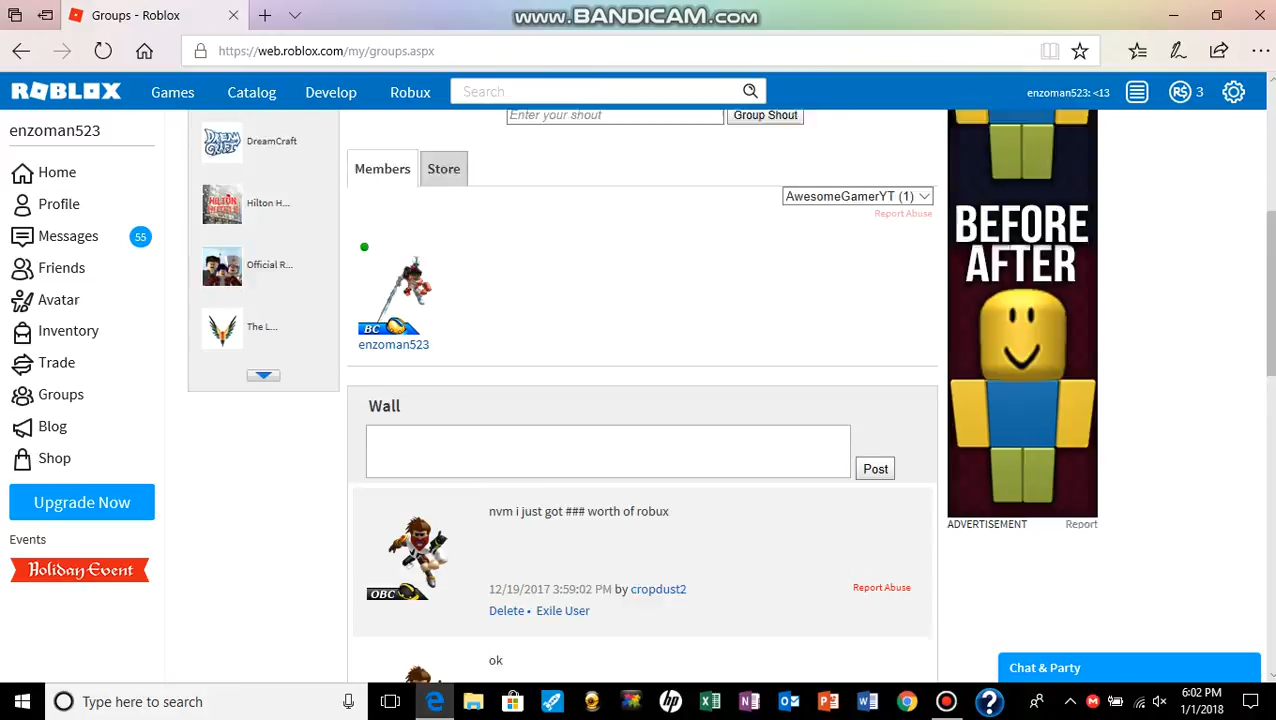 Groups - Roblox
www.BANDICAM.com
https://web.roblox.com/my/groups.aspx
ROBLOX
Games
Catalog
Develop
Robux
Search
enzoman523: <13
3
enzoman523
Home
Profile
Messages
55
Friends
Avatar
Inventory
Trade
Groups
Blog
Shop
Upgrade Now
Events
Holiday Event
DreamCraft
Hilton H...
Official R...
The L...
Enter your shout
Group Shout
Members
Store
AwesomeGamerYT (1)
Report Abuse
BC
enzoman523
Wall
Post
nvm i just got ### worth of robux
OBC
12/19/2017 3:59:02 PM by cropdust2
Report Abuse
Delete • Exile User
ok
BEFORE
AFTER
ADVERTISEMENT
Report
Chat & Party
Type here to search
6:02 PM
1/1/2018